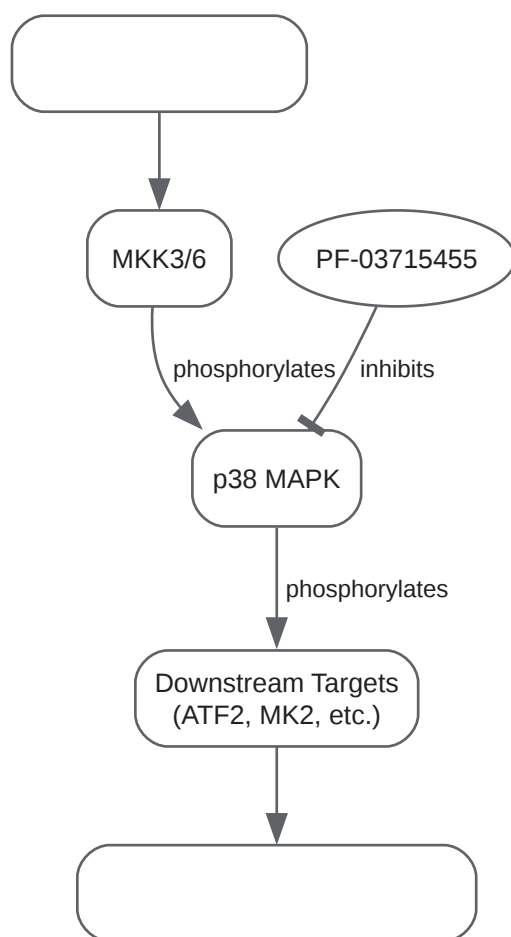 MKK3/6
PF-03715455
phosphorylates
inhibits
p38 MAPK
phosphorylates
Downstream Targets
(ATF2, MK2, etc.)